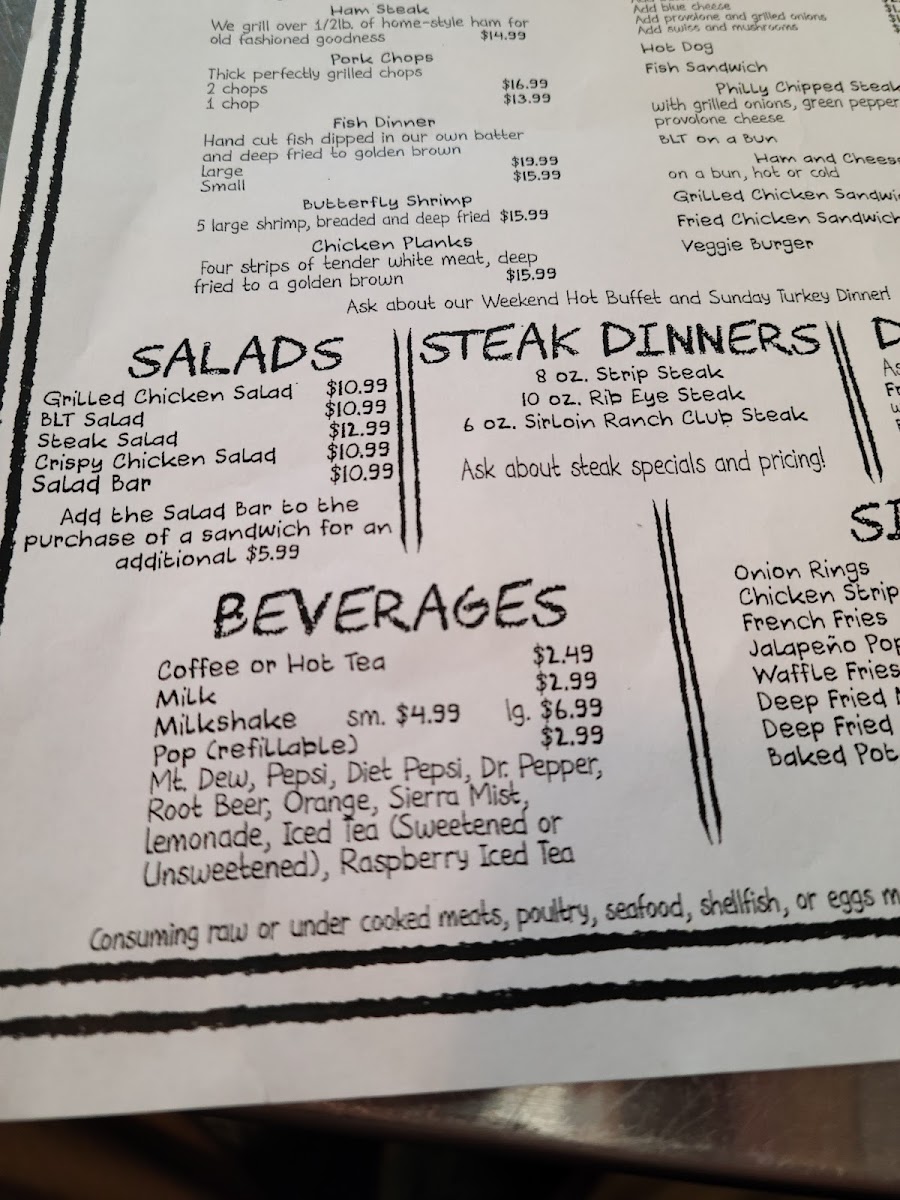 Ham Steak
We grill over 1/2lb. of home-style ham for
old fashioned goodness $14.99
Pork Chops
Thick perfectly grilled chops
2 chops $16.99
1 chop $13.99
Fish Dinner
Hand cut fish dipped in our own batter
and deep fried to golden brown
Large $19.99
Small $15.99
Butterfly Shrimp
5 large shrimp, breaded and deep fried $15.99
Chicken Planks
Four strips of tender white meat, deep
fried to a golden brown $15.99
Add blue cheese
Add provolone and grilled onions
Add swiss and mushrooms
Hot Dog
Fish Sandwich
Philly Chipped Steak
with grilled onions, green pepper
provolone cheese
BLT on a Bun
Ham and Cheese
on a bun, hot or cold
Grilled Chicken Sandwi
Fried Chicken Sandwich
Veggie Burger
Ask about our Weekend Hot Buffet and Sunday Turkey Dinner!
SALADS
Grilled Chicken Salad $10.99
BLT Salad $10.99
Steak Salad $12.99
Crispy Chicken Salad $10.99
Salad Bar $10.99
Add the Salad Bar to the
purchase of a sandwich for an
additional $5.99
STEAK DINNERS
8 oz. Strip Steak
10 oz. Rib Eye Steak
6 oz. Sirloin Ranch Club Steak
Ask about steak specials and pricing!
BEVERAGES
Coffee or Hot Tea $2.49
Milk $2.99
Milkshake sm. $4.99 lg. $6.99
Pop (refillable) $2.99
Mt. Dew, Pepsi, Diet Pepsi, Dr. Pepper,
Root Beer, Orange, Sierra Mist,
Lemonade, Iced Tea (Sweetened or
Unsweetened), Raspberry Iced Tea
SI
Onion Rings
Chicken Strip
French Fries
Jalapeño Pop
Waffle Fries
Deep Fried
Deep Fried
Baked Pot
Consuming raw or under cooked meats, poultry, seafood, shellfish, or eggs m